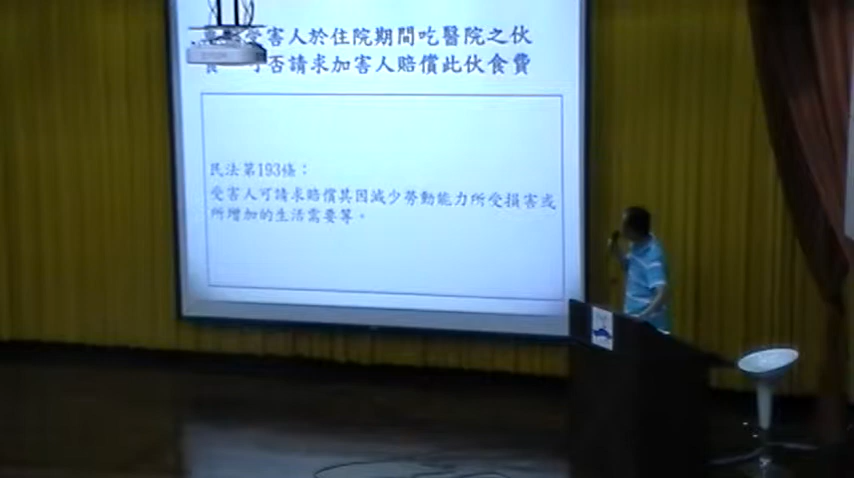 受害人於住院期間吃醫院之伙
否請求加害人賠償此伙食費
民法第193條：
受害人可請求賠償其因減少勞動能力所受損害或
所增加的生活需要等。